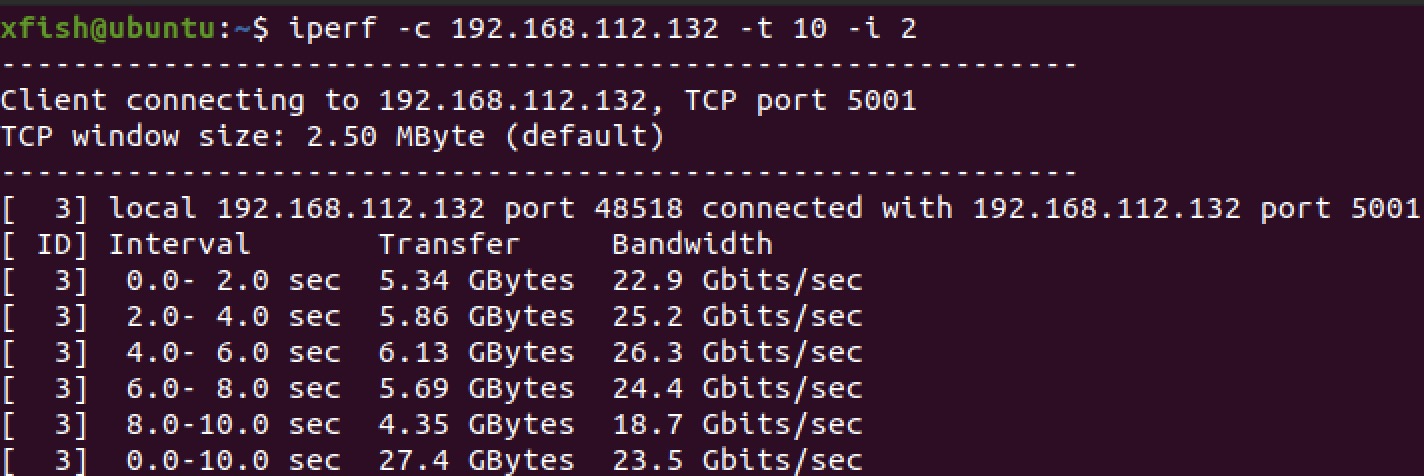 xfish@ubuntu:~$ iperf -c 192.168.112.132 -t 10 -i 2
------------------------------------------------------------
Client connecting to 192.168.112.132, TCP port 5001
TCP window size: 2.50 MByte (default)
------------------------------------------------------------
[  3] local 192.168.112.132 port 48518 connected with 192.168.112.132 port 5001
[ ID] Interval       Transfer     Bandwidth
[  3]  0.0- 2.0 sec  5.34 GBytes  22.9 Gbits/sec
[  3]  2.0- 4.0 sec  5.86 GBytes  25.2 Gbits/sec
[  3]  4.0- 6.0 sec  6.13 GBytes  26.3 Gbits/sec
[  3]  6.0- 8.0 sec  5.69 GBytes  24.4 Gbits/sec
[  3]  8.0-10.0 sec  4.35 GBytes  18.7 Gbits/sec
[  3]  0.0-10.0 sec  27.4 GBytes  23.5 Gbits/sec